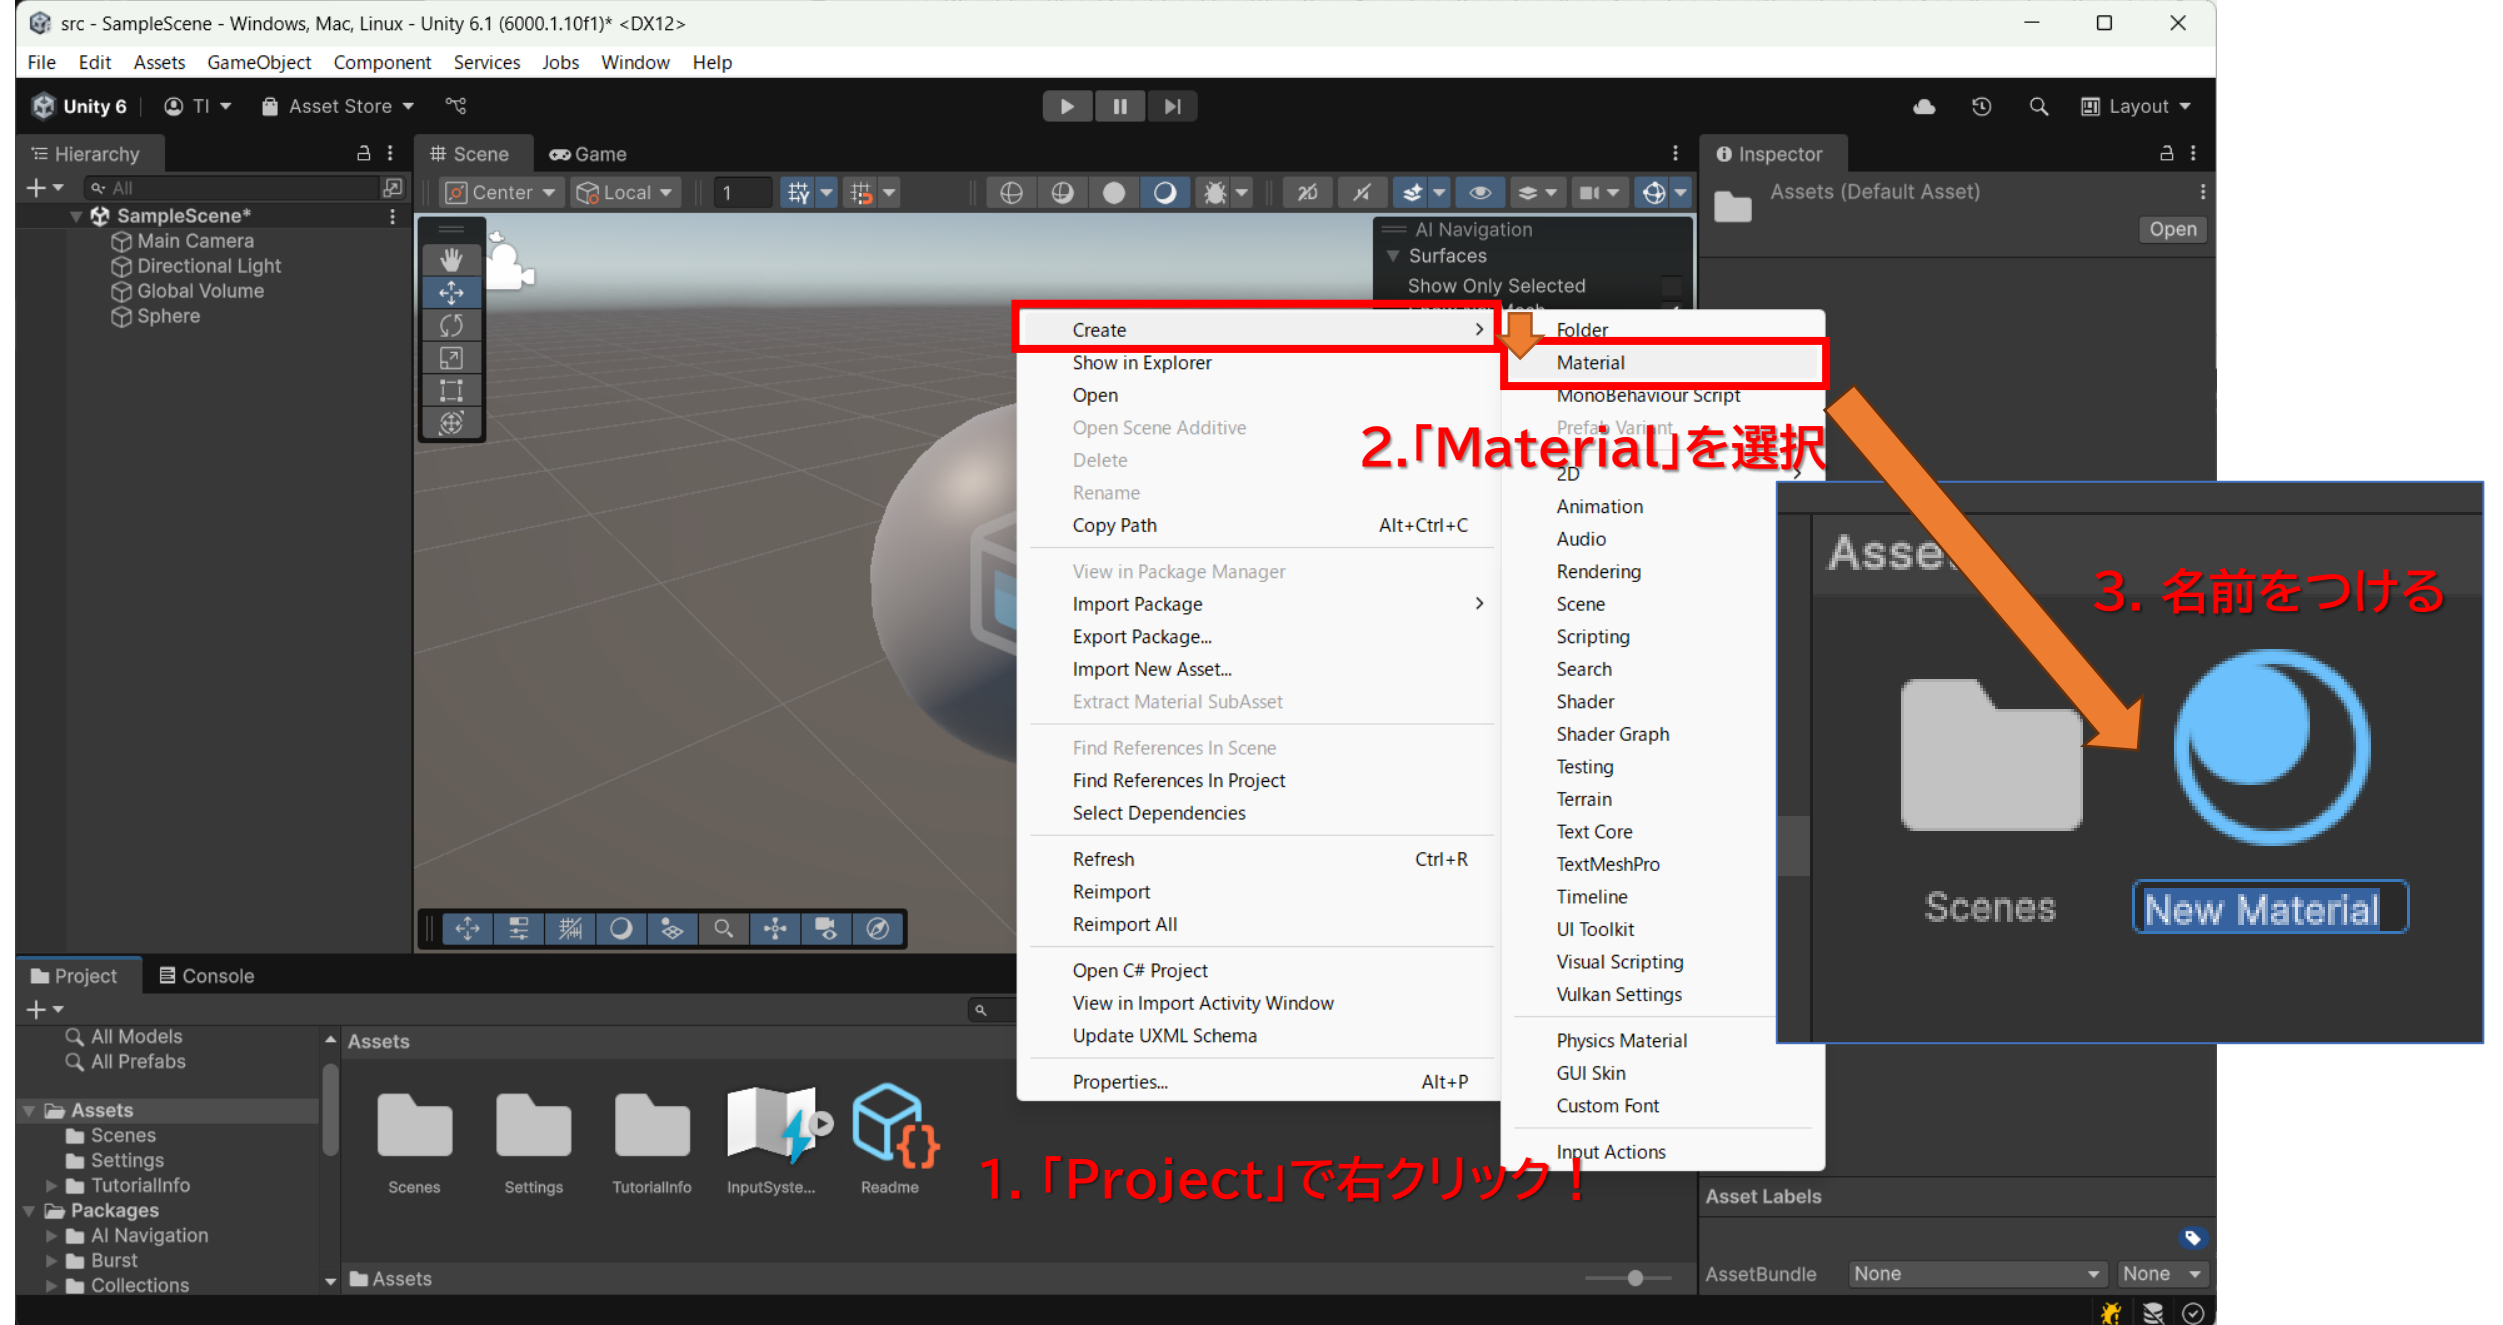 src - SampleScene - Windows, Mac, Linux - Unity 6.1 (6000.1.10f1)* <DX12>
File Edit Assets GameObject Component Services Jobs Window Help
Unity 6 TI Asset Store Layout
Hierarchy
All
SampleScene*
Main Camera
Directional Light
Global Volume
Sphere
Scene Game
Center Local 1 2D
AI Navigation
Surfaces
Show Only Selected
Inspector
Assets (Default Asset)
Open
Create
Show in Explorer
Open
Open Scene Additive
Delete
Rename
Copy Path Alt+Ctrl+C
View in Package Manager
Import Package
Export Package...
Import New Asset...
Extract Material SubAsset
Find References In Scene
Find References In Project
Select Dependencies
Refresh Ctrl+R
Reimport
Reimport All
Open C# Project
View in Import Activity Window
Update UXML Schema
Properties... Alt+P
Folder
Material
MonoBehaviour Script
Prefab Variant
2D
Animation
Audio
Rendering
Scene
Scripting
Search
Shader
Shader Graph
Testing
Terrain
Text Core
TextMeshPro
Timeline
UI Toolkit
Visual Scripting
Vulkan Settings
Physics Material
GUI Skin
Custom Font
Input Actions
2.「Material」を選択
3. 名前をつける
Scenes
New Material
1. 「Project」で右クリック！
Project Console
All Models
All Prefabs
Assets
Scenes
Settings
TutorialInfo
Packages
AI Navigation
Burst
Collections
Assets
Scenes Settings TutorialInfo InputSyste... Readme
Assets
Asset Labels
AssetBundle None None